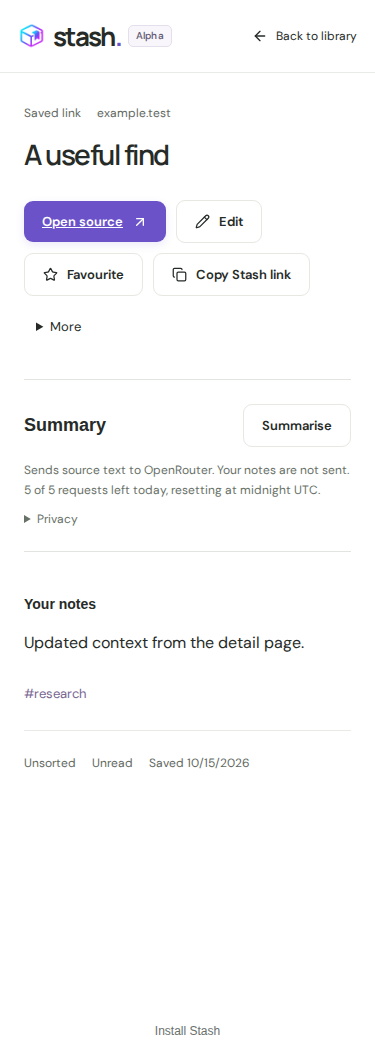 stash. Alpha Back to library
Saved link example.test
A useful find
Open source Edit
Favourite Copy Stash link
More
Summary Summarise
Sends source text to OpenRouter. Your notes are not sent.
5 of 5 requests left today, resetting at midnight UTC.
Privacy
Your notes
Updated context from the detail page.
#research
Unsorted Unread Saved 10/15/2026
Install Stash